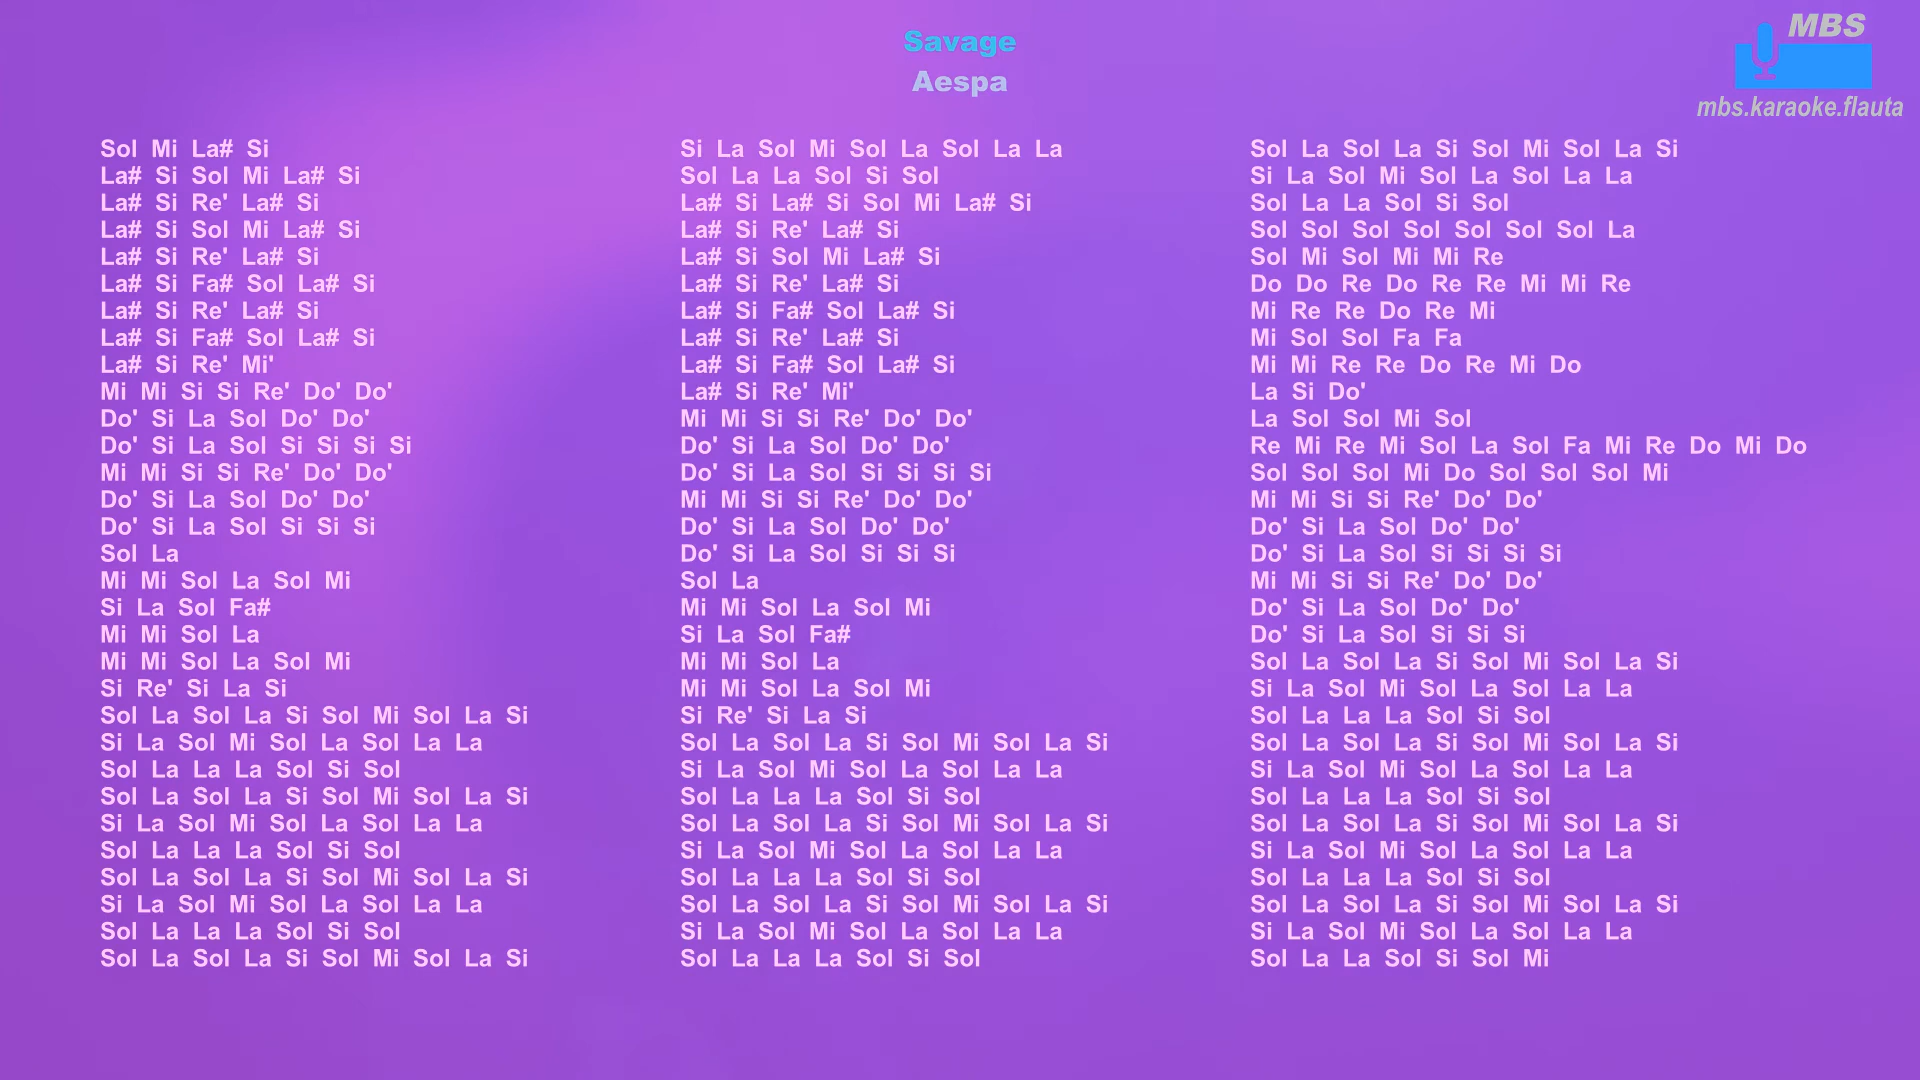 Savage
Aespa
MBS
mbs.karaoke.flauta
Sol Mi La# Si
La# Si Sol Mi La# Si
La# Si Re' La# Si
La# Si Sol Mi La# Si
La# Si Re' La# Si
La# Si Fa# Sol La# Si
La# Si Re' La# Si
La# Si Fa# Sol La# Si
La# Si Re' Mi'
Mi Mi Si Si Re' Do' Do'
Do' Si La Sol Do' Do'
Do' Si La Sol Si Si Si Si
Mi Mi Si Si Re' Do' Do'
Do' Si La Sol Do' Do'
Do' Si La Sol Si Si Si
Sol La
Mi Mi Sol La Sol Mi
Si La Sol Fa#
Mi Mi Sol La
Mi Mi Sol La Sol Mi
Si Re' Si La Si
Sol La Sol La Si Sol Mi Sol La Si
Si La Sol Mi Sol La Sol La La
Sol La La La Sol Si Sol
Sol La Sol La Si Sol Mi Sol La Si
Si La Sol Mi Sol La Sol La La
Sol La La La Sol Si Sol
Sol La Sol La Si Sol Mi Sol La Si
Si La Sol Mi Sol La Sol La La
Sol La La La Sol Si Sol
Sol La Sol La Si Sol Mi Sol La Si
Si La Sol Mi Sol La Sol La La
Sol La La Sol Si Sol
La# Si La# Si Sol Mi La# Si
La# Si Re' La# Si
La# Si Sol Mi La# Si
La# Si Re' La# Si
La# Si Fa# Sol La# Si
La# Si Re' La# Si
La# Si Fa# Sol La# Si
La# Si Re' Mi'
Mi Mi Si Si Re' Do' Do'
Do' Si La Sol Do' Do'
Do' Si La Sol Si Si Si Si
Mi Mi Si Si Re' Do' Do'
Do' Si La Sol Do' Do'
Do' Si La Sol Si Si Si
Sol La
Mi Mi Sol La Sol Mi
Si La Sol Fa#
Mi Mi Sol La
Mi Mi Sol La Sol Mi
Si Re' Si La Si
Sol La Sol La Si Sol Mi Sol La Si
Si La Sol Mi Sol La Sol La La
Sol La La La Sol Si Sol
Sol La Sol La Si Sol Mi Sol La Si
Si La Sol Mi Sol La Sol La La
Sol La La La Sol Si Sol
Sol La Sol La Si Sol Mi Sol La Si
Si La Sol Mi Sol La Sol La La
Sol La La La Sol Si Sol
Sol La Sol La Si Sol Mi Sol La Si
Si La Sol Mi Sol La Sol La La
Sol La La Sol Si Sol
Sol Sol Sol Sol Sol Sol Sol La
Sol Mi Sol Mi Mi Re
Do Do Re Do Re Re Mi Mi Re
Mi Re Re Do Re Mi
Mi Sol Sol Fa Fa
Mi Mi Re Re Do Re Mi Do
La Si Do'
La Sol Sol Mi Sol
Re Mi Re Mi Sol La Sol Fa Mi Re Do Mi Do
Sol Sol Sol Mi Do Sol Sol Sol Mi
Mi Mi Si Si Re' Do' Do'
Do' Si La Sol Do' Do'
Do' Si La Sol Si Si Si Si
Mi Mi Si Si Re' Do' Do'
Do' Si La Sol Do' Do'
Do' Si La Sol Si Si Si
Sol La Sol La Si Sol Mi Sol La Si
Si La Sol Mi Sol La Sol La La
Sol La La La Sol Si Sol
Sol La Sol La Si Sol Mi Sol La Si
Si La Sol Mi Sol La Sol La La
Sol La La La Sol Si Sol
Sol La Sol La Si Sol Mi Sol La Si
Si La Sol Mi Sol La Sol La La
Sol La La La Sol Si Sol
Sol La Sol La Si Sol Mi Sol La Si
Si La Sol Mi Sol La Sol La La
Sol La La Sol Si Sol Mi